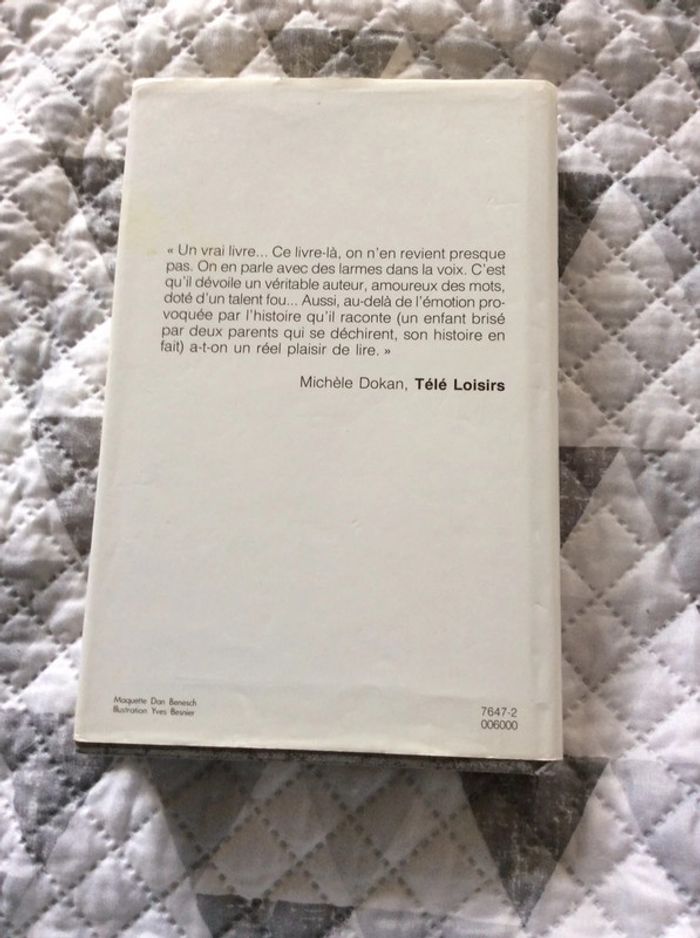 « Un vrai livre... Ce livre-là, on n'en revient presque
pas. On en parle avec des larmes dans la voix. C'est
qu'il dévoile un véritable auteur, amoureux des mots,
doté d'un talent fou... Aussi, au-delà de l'émotion pro-
voquée par l'histoire qu'il raconte (un enfant brisé
par deux parents qui se déchirent, son histoire en
fait) a-t-on un réel plaisir de lire. »
Michèle Dokan, Télé Loisirs
Maquette Dan Benesch
Illustration Yves Besnier
7647-2
006000